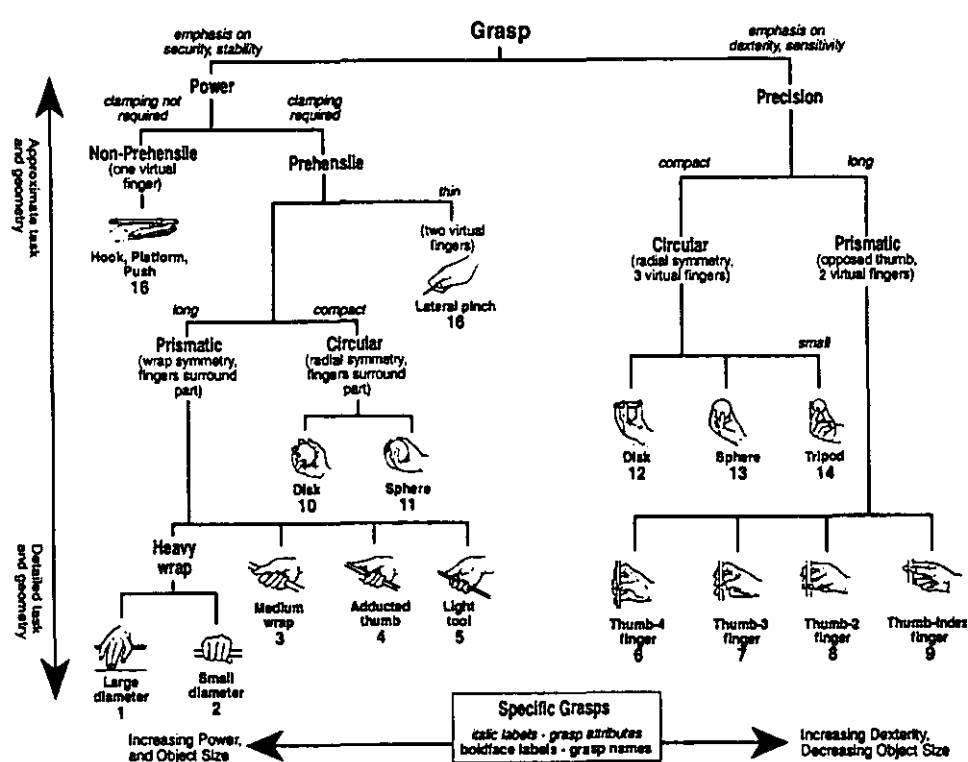 Grasp
emphasis on
security, stability
emphasis on
dexterity, sensitivity
Power
Precision
clamping not
required
clamping
required
Non-Prehensile
(one virtual
finger)
Prehensile
compact
long
thin
(two virtual
fingers)
Hook, Platform,
Push
16
Lateral pinch
16
Circular
(radial symmetry,
3 virtual fingers)
Prismatic
(opposed thumb,
2 virtual fingers)
long
compact
small
Prismatic
(wrap symmetry,
fingers surround
part)
Circular
(radial symmetry,
fingers surround
part)
Disk
10
Sphere
11
Disk
12
Sphere
13
Tripod
14
Heavy
wrap
Medium
wrap
3
Adducted
thumb
4
Light
tool
5
Thumb-4
finger
6
Thumb-3
finger
7
Thumb-2
finger
8
Thumb-Index
finger
9
Large
diameter
1
Small
diameter
2
Approximate task
and geometry
Detailed task
and geometry
Specific Grasps
italic labels - grasp attributes
boldface labels - grasp names
Increasing Power,
and Object Size
Increasing Dexterity,
Decreasing Object Size